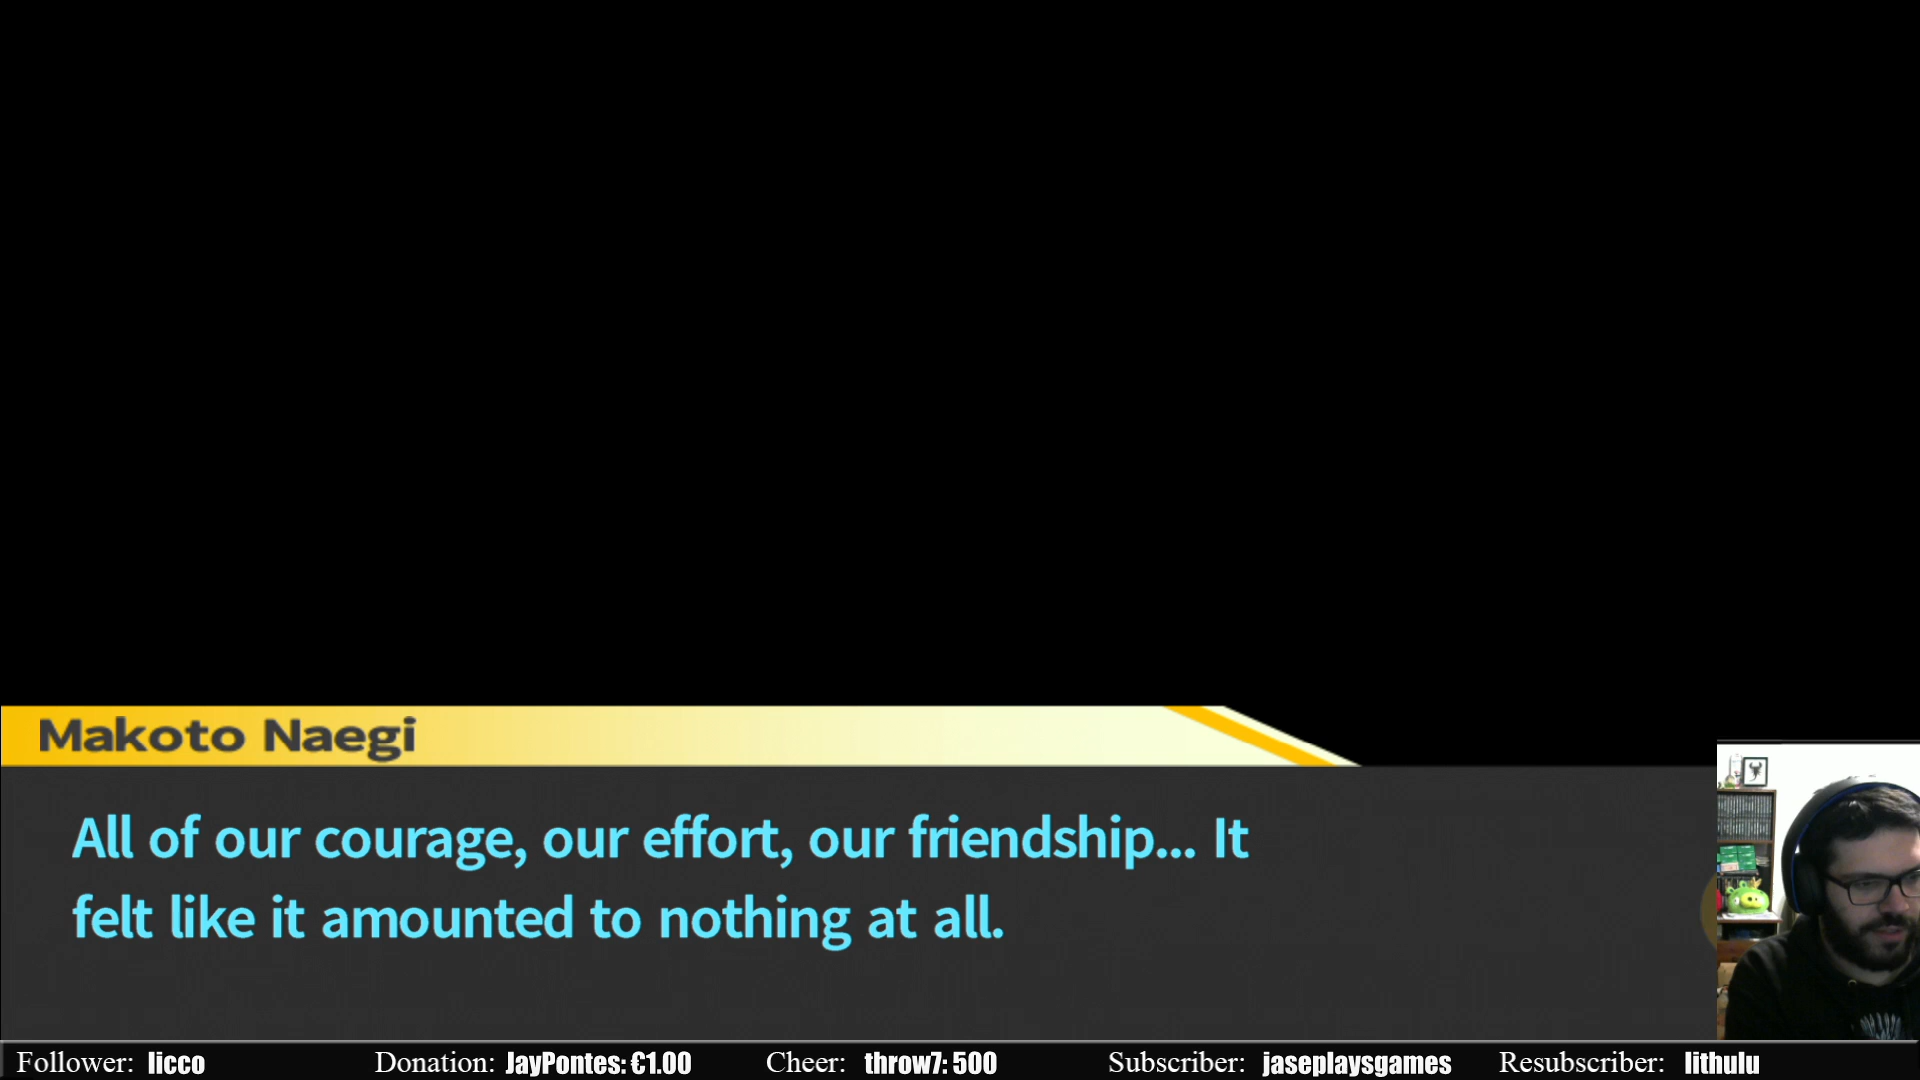 Makoto Naegi
All of our courage, our effort, our friendship... It
felt like it amounted to nothing at all.
Follower: licco Donation: JayPontes: €1.00 Cheer: throw7: 500 Subscriber: jaseplaysgames Resubscriber: lithulu